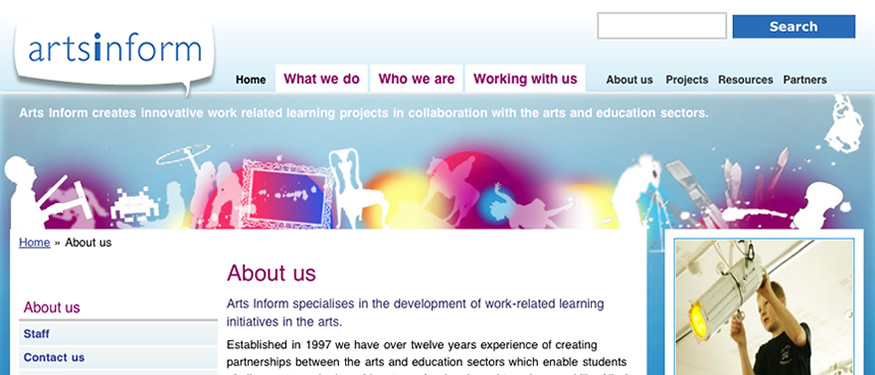 artsinform
Search
Home What we do Who we are Working with us About us Projects Resources Partners
Arts Inform creates innovative work related learning projects in collaboration with the arts and education sectors.
Home » About us
About us
Staff
Contact us
About us
Arts Inform specialises in the development of work-related learning
initiatives in the arts.
Established in 1997 we have over twelve years experience of creating
partnerships between the arts and education sectors which enable students